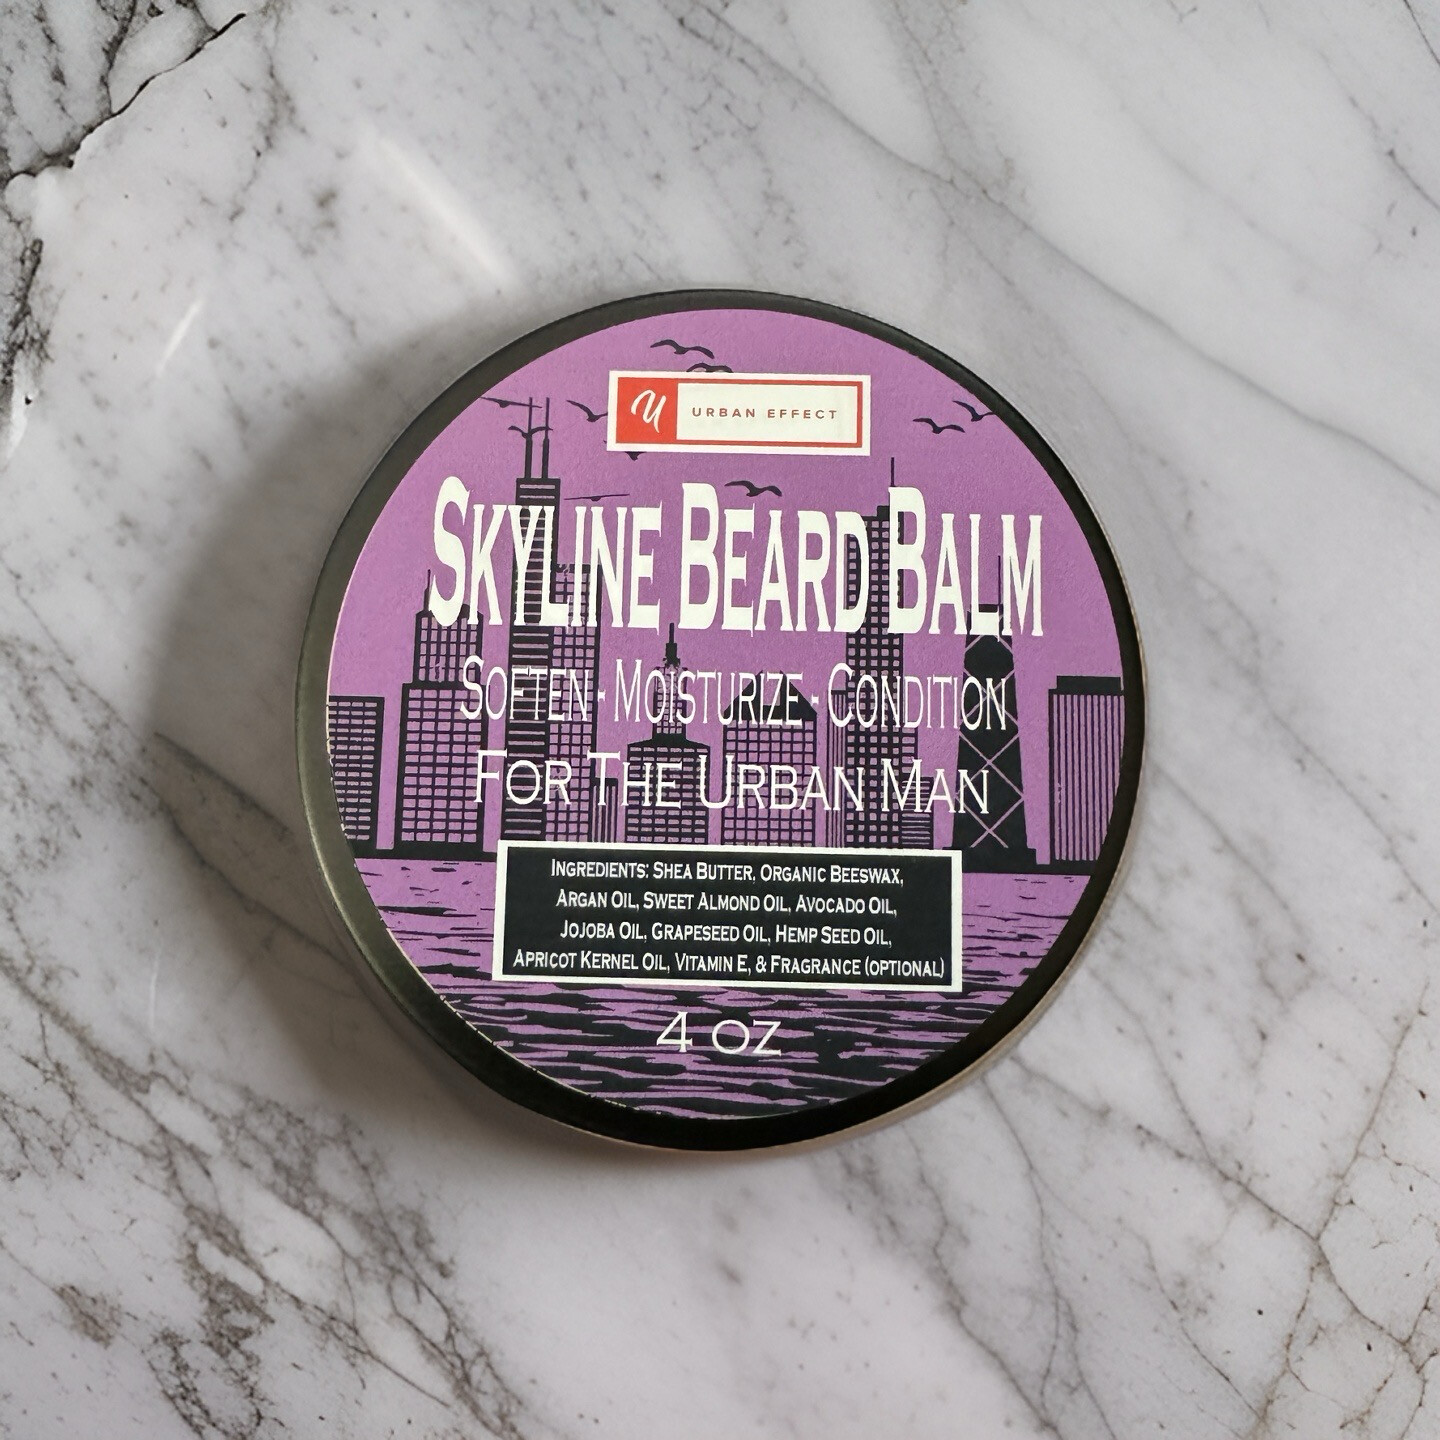 U URBAN EFFECT
SKYLINE BEARD BALM
SOFTEN - MOISTURIZE - CONDITION
FOR THE URBAN MAN
INGREDIENTS: SHEA BUTTER, ORGANIC BEESWAX,
ARGAN OIL, SWEET ALMOND OIL, AVOCADO OIL,
JOJOBA OIL, GRAPESEED OIL, HEMP SEED OIL,
APRICOT KERNEL OIL, VITAMIN E, & FRAGRANCE (OPTIONAL)
4 OZ